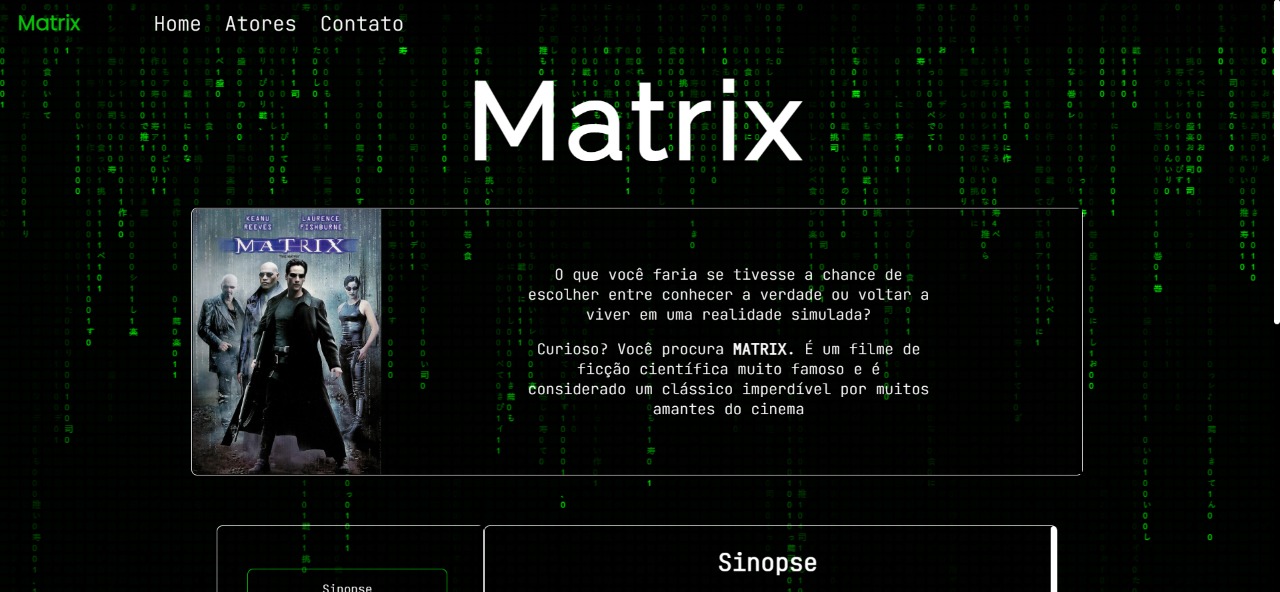 Matrix
Home Atores Contato
Matrix
KEANU REEVES
LAURENCE FISHBURNE
MATRIX
O que você faria se tivesse a chance de
escolher entre conhecer a verdade ou voltar a
viver em uma realidade simulada?
Curioso? Você procura MATRIX. É um filme de
ficção científica muito famoso e é
considerado um clássico imperdível por muitos
amantes do cinema
Sinopse
Sinopse